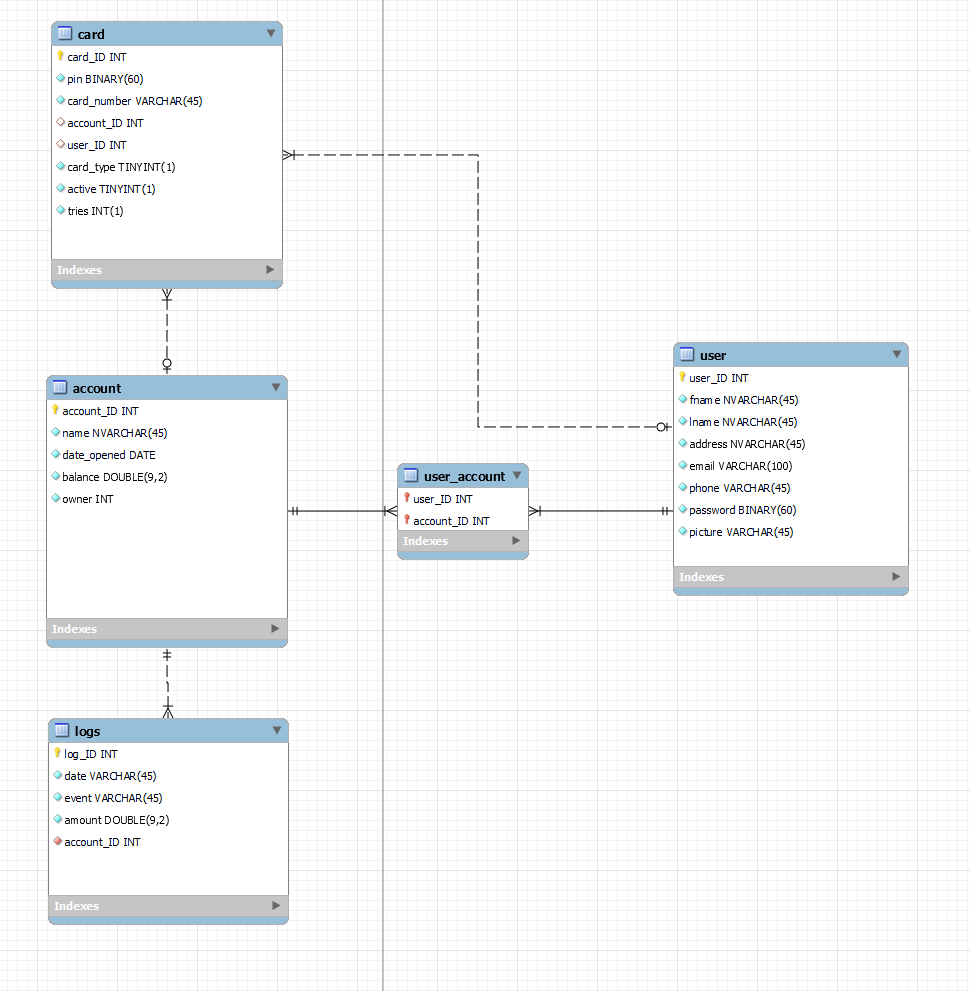 card
card_ID INT
pin BINARY(60)
card_number VARCHAR(45)
account_ID INT
user_ID INT
card_type TINYINT(1)
active TINYINT(1)
tries INT(1)
Indexes
account
account_ID INT
name NVARCHAR(45)
date_opened DATE
balance DOUBLE(9,2)
owner INT
Indexes
user_account
user_ID INT
account_ID INT
Indexes
user
user_ID INT
fname NVARCHAR(45)
lname NVARCHAR(45)
address NVARCHAR(45)
email VARCHAR(100)
phone VARCHAR(45)
password BINARY(60)
picture VARCHAR(45)
Indexes
logs
log_ID INT
date VARCHAR(45)
event VARCHAR(45)
amount DOUBLE(9,2)
account_ID INT
Indexes